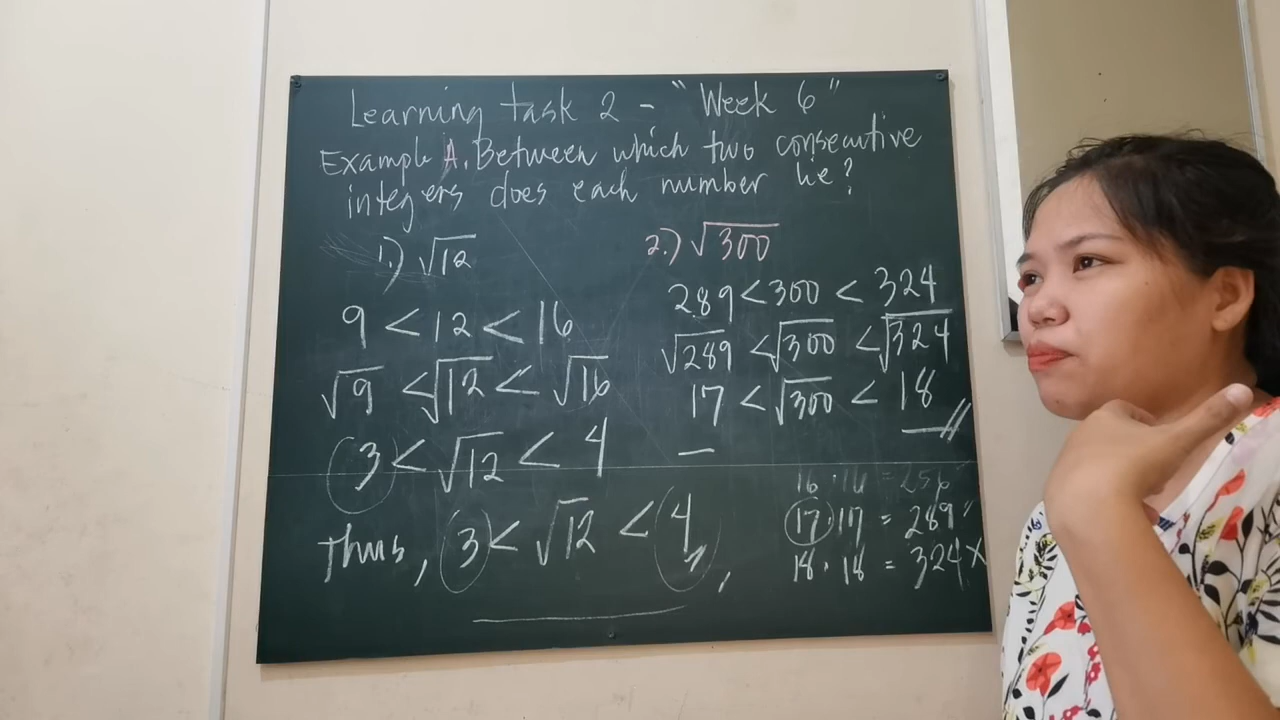 Learning task 2 - "Week 6"
Example A. Between which two consecutive
integers does each number lie?
1.) √12
9 < 12 < 16
√9 < √12 < √16
3 < √12 < 4
thus, 3 < √12 < 4,
2.) √300
289 < 300 < 324
√289 < √300 < √324
17 < √300 < 18
16 · 16 = 256
17 · 17 = 289
18 · 18 = 324 x